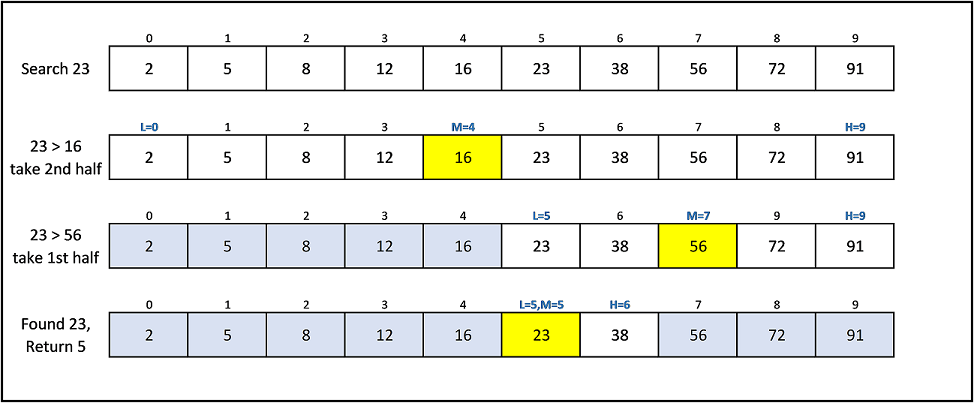 0 1 2 3 4 5 6 7 8 9
Search 23 2 5 8 12 16 23 38 56 72 91
L=0 1 2 3 M=4 5 6 7 8 H=9
23 > 16
take 2nd half
2 5 8 12 16 23 38 56 72 91
0 1 2 3 4 L=5 6 M=7 9 H=9
23 > 56
take 1st half
2 5 8 12 16 23 38 56 72 91
0 1 2 3 4 L=5,M=5 H=6 7 8 9
Found 23,
Return 5
2 5 8 12 16 23 38 56 72 91